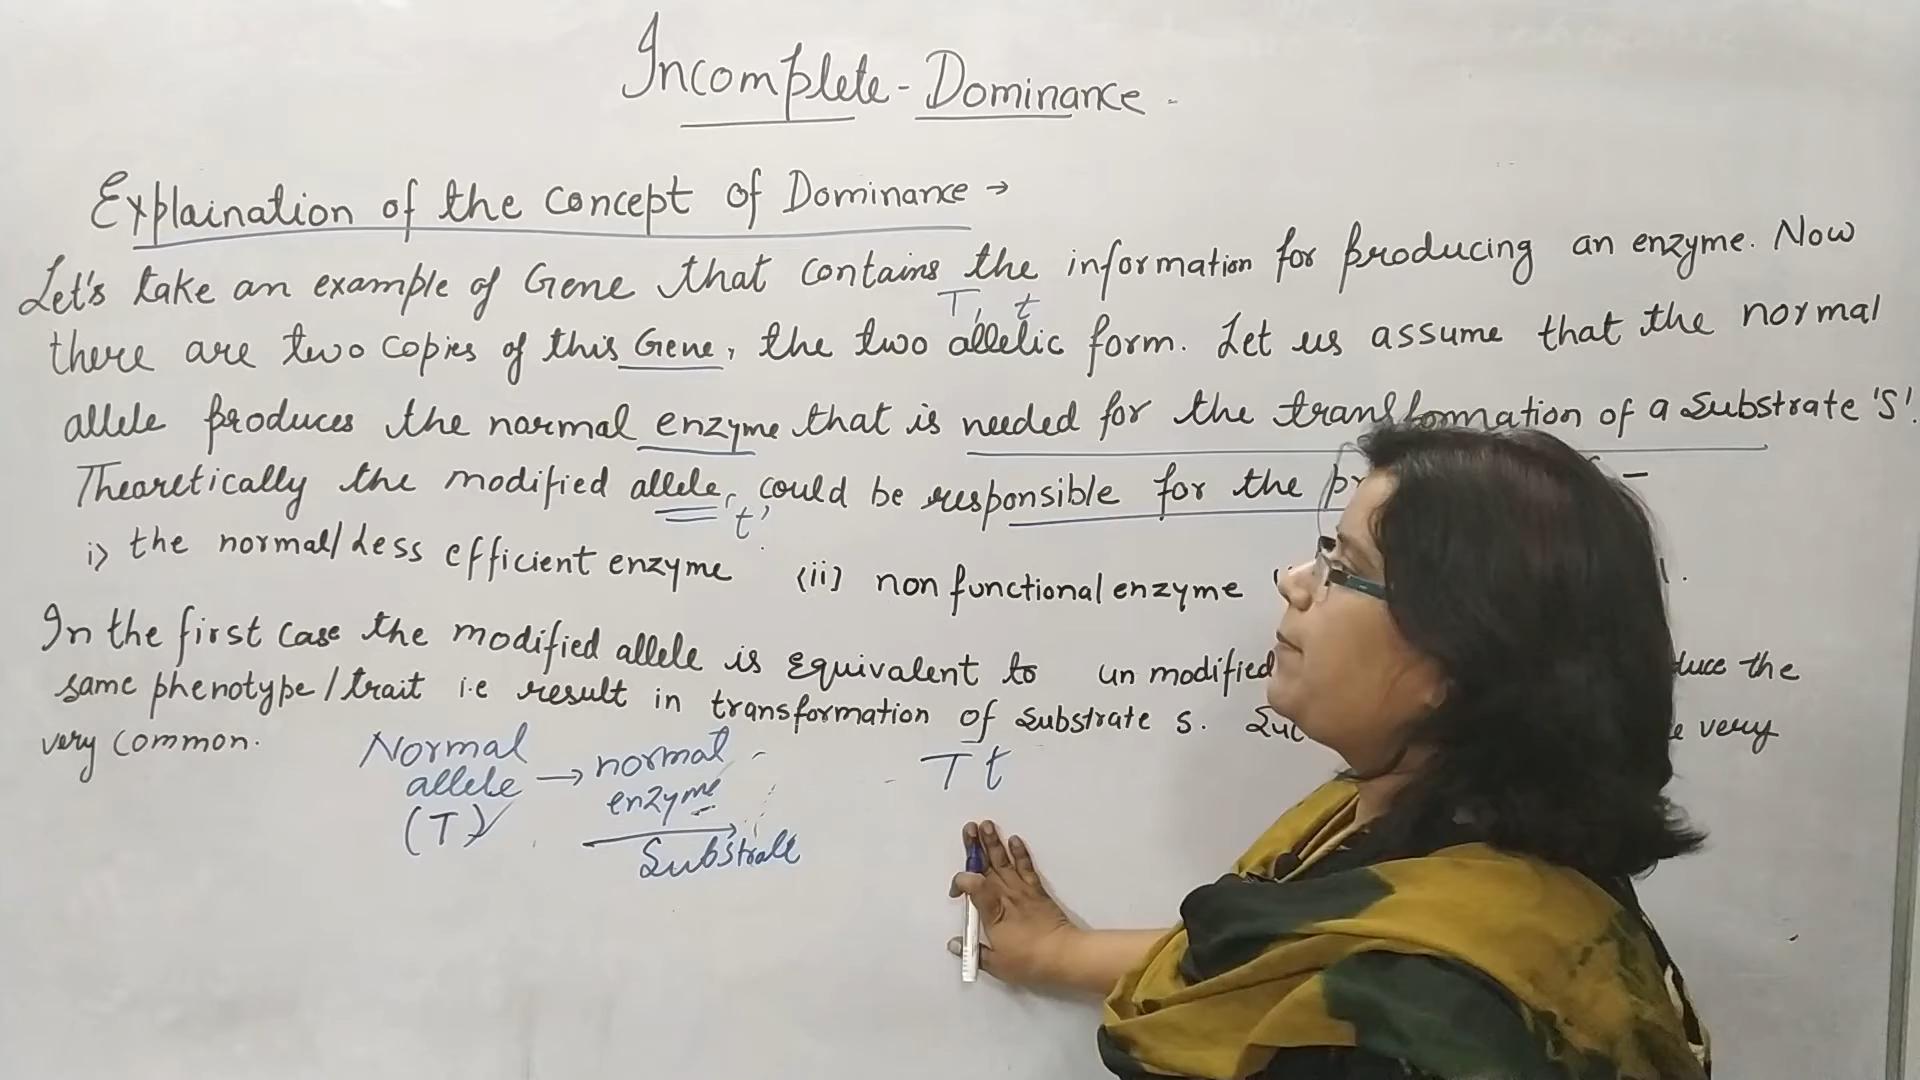 Incomplete - Dominance
Explaination of the concept of Dominance →
Let's take an example of Gene that contains the information for producing an enzyme. Now
T, t
there are two copies of this Gene, the two allelic form. Let us assume that the normal
allele produces the normal enzyme that is needed for the transformation of a substrate 'S'.
Thearetically the modified allele, could be responsible for the
't'
i) the normal/Less efficient enzyme (ii) non functional enzyme
In the first case the modified allele is equivalent to un modified the
same phenotype/trait i.e result in transformation of substrate s. very
very common.
Normal allele (T) → normal enzyme
Substrate
T t